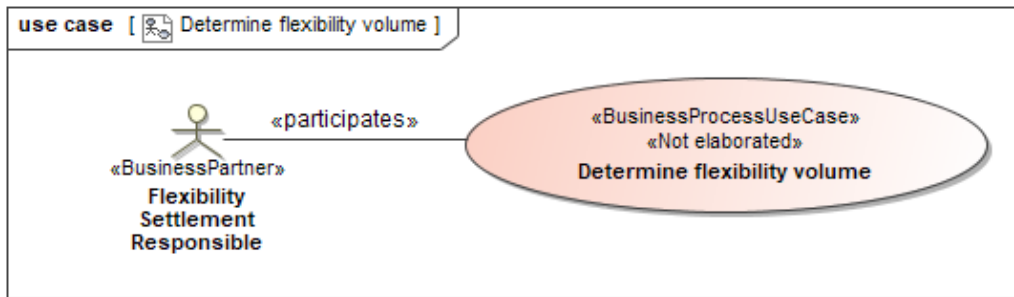 use case [ Determine flexibility volume ]
«participates»
«BusinessPartner»
Flexibility
Settlement
Responsible
«BusinessProcessUseCase»
«Not elaborated»
Determine flexibility volume